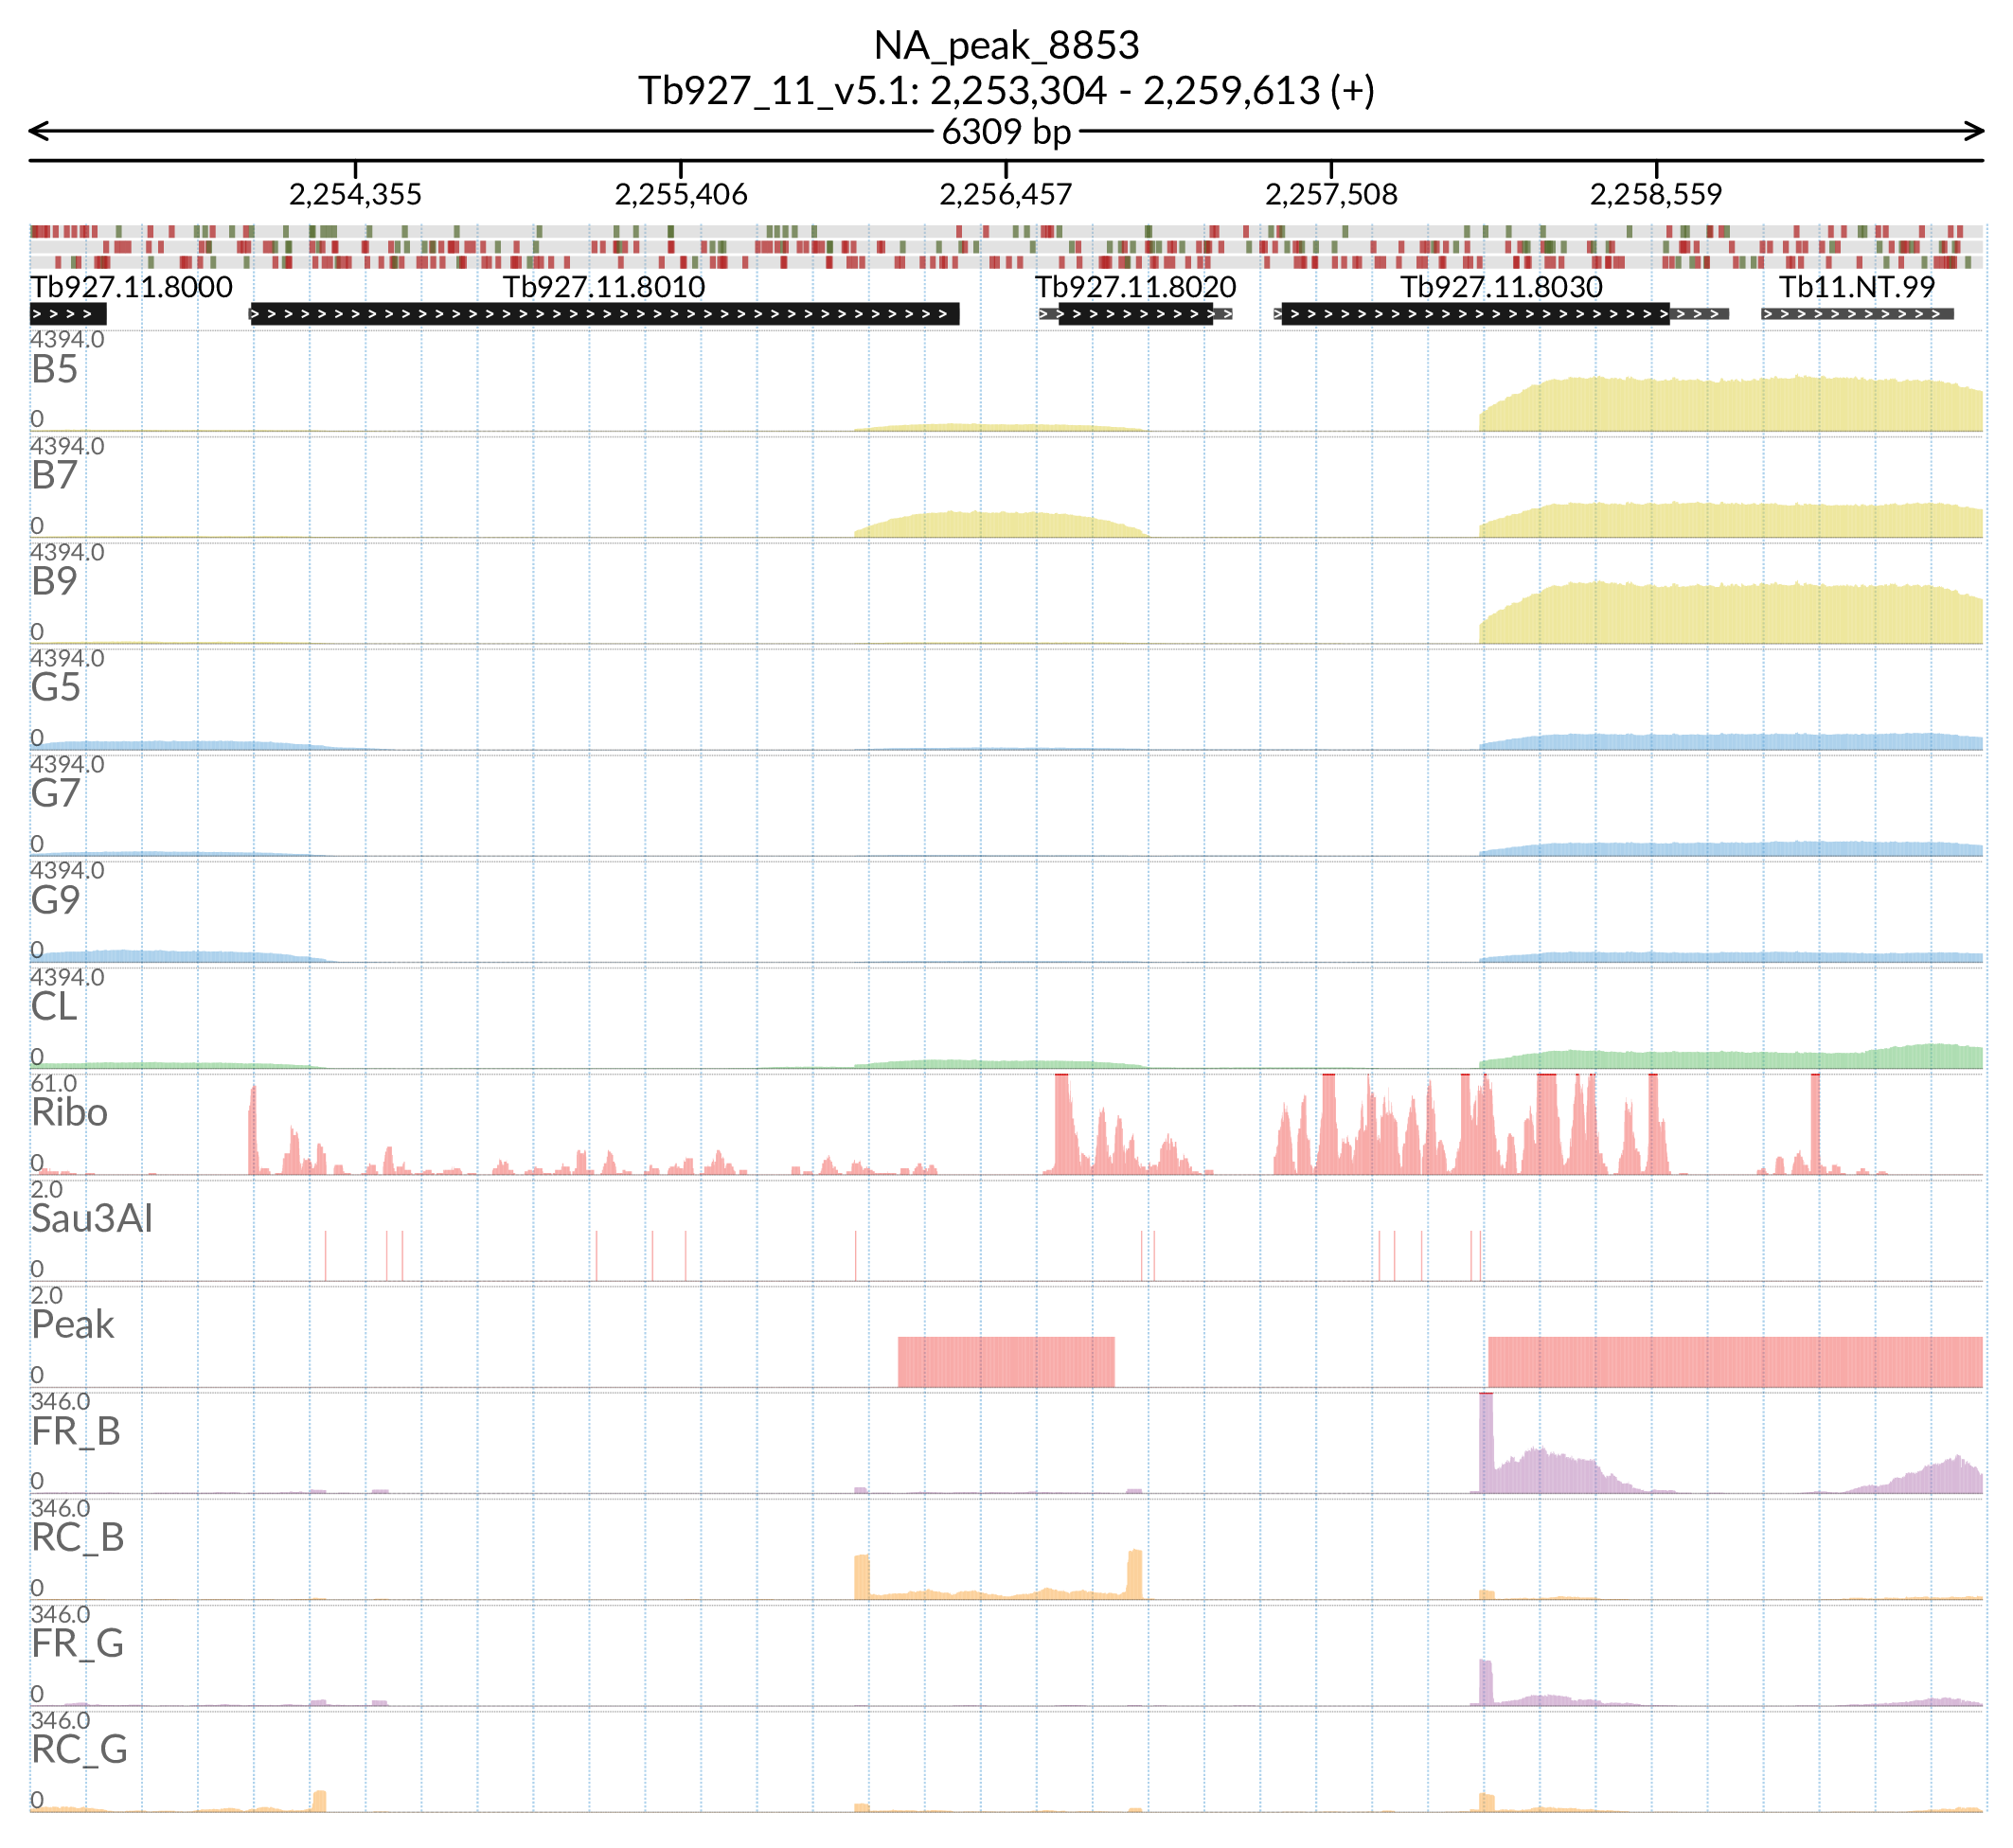 NA_peak_8853
Tb927_11_v5.1: 2,253,304 - 2,259,613 (+)
6309 bp
2,254,355 2,255,406 2,256,457 2,257,508 2,258,559
Tb927.11.8000 Tb927.11.8010 Tb927.11.8020 Tb927.11.8030 Tb11.NT.99
4394.0
B5
0
4394.0
B7
0
4394.0
B9
0
4394.0
G5
0
4394.0
G7
0
4394.0
G9
0
4394.0
CL
0
61.0
Ribo
0
2.0
Sau3AI
0
2.0
Peak
0
346.0
FR_B
0
346.0
RC_B
0
346.0
FR_G
0
346.0
RC_G
0